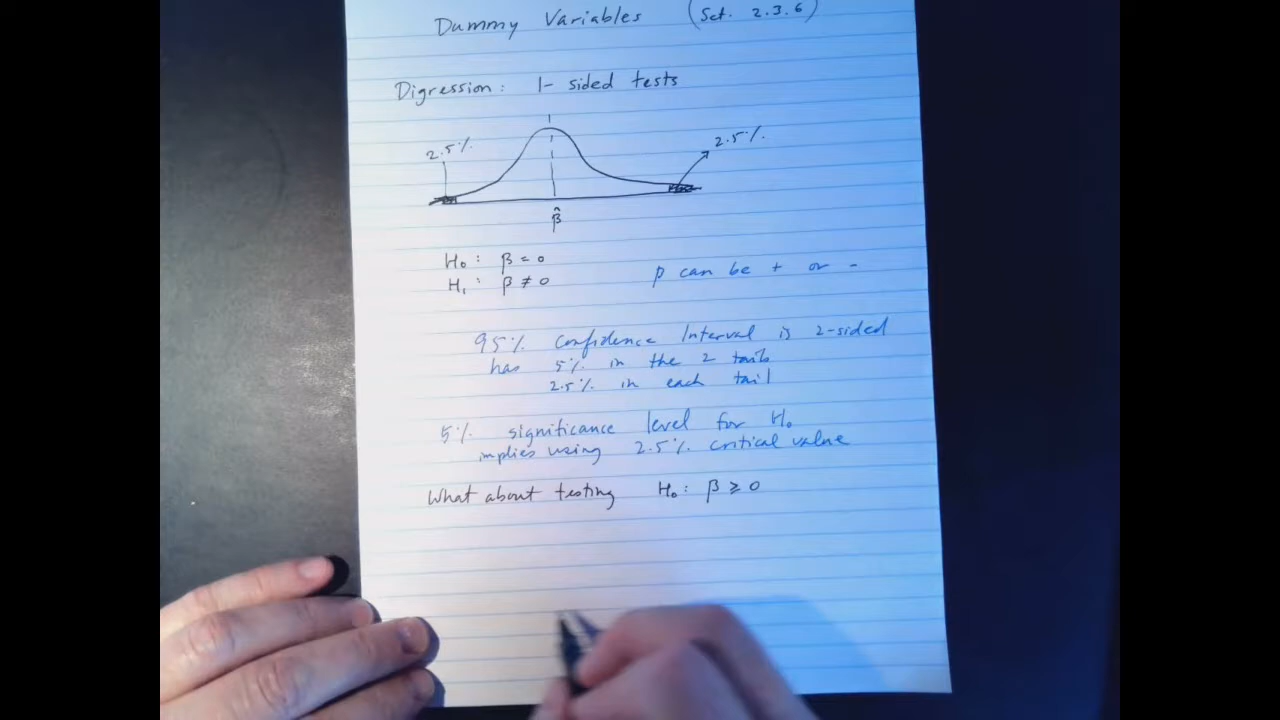 Dummy Variables (Sct. 2.3.6)
Digression: 1-sided tests
2.5%
2.5%
β̂
H₀: β = 0
H₁: β ≠ 0
β can be + or -
95% Confidence Interval is 2-sided
has 5% in the 2 tails
2.5% in each tail
5% significance level for H₀
implies using 2.5% critical value
What about testing H₀: β ≥ 0